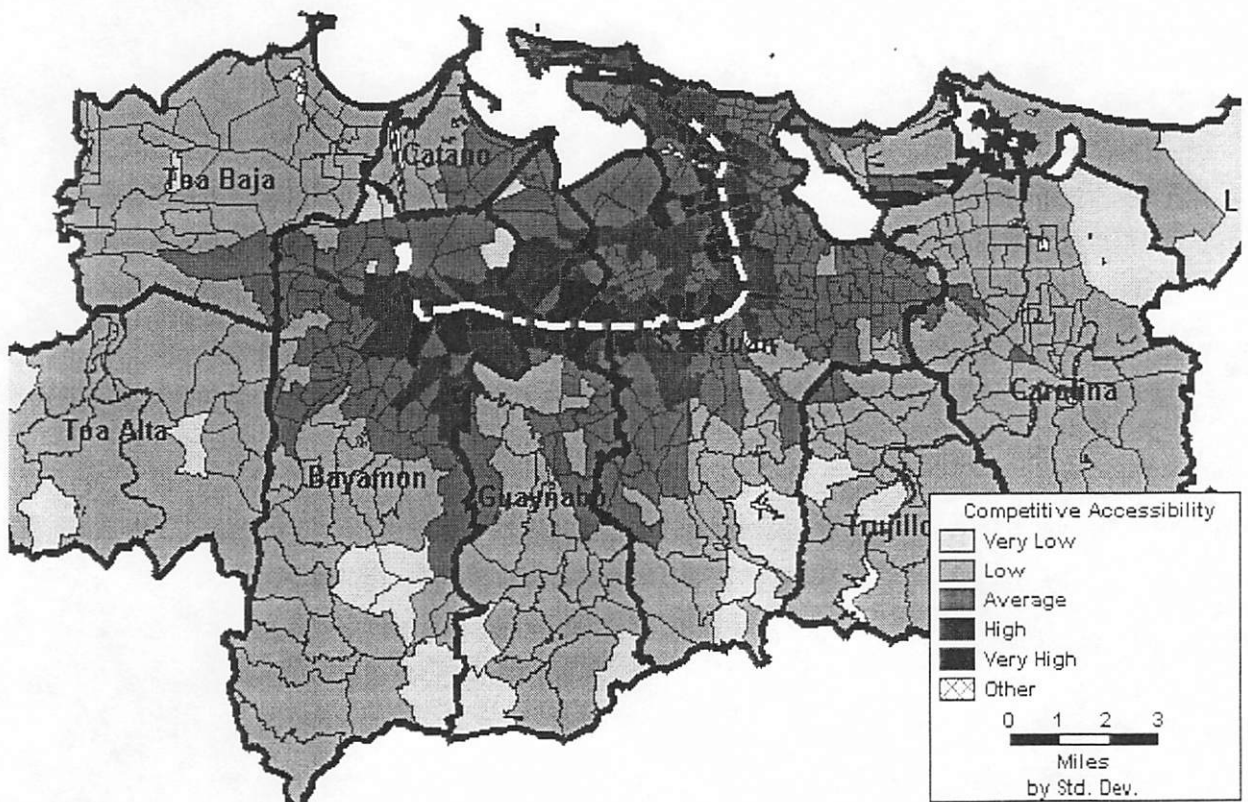 Catano
Toa Baja
L
San Juan
Carolina
Toa Alta
Bayamon
Guaynabo
Trujillo
Competitive Accessibility
Very Low
Low
Average
High
Very High
Other
0 1 2 3
Miles
by Std. Dev.